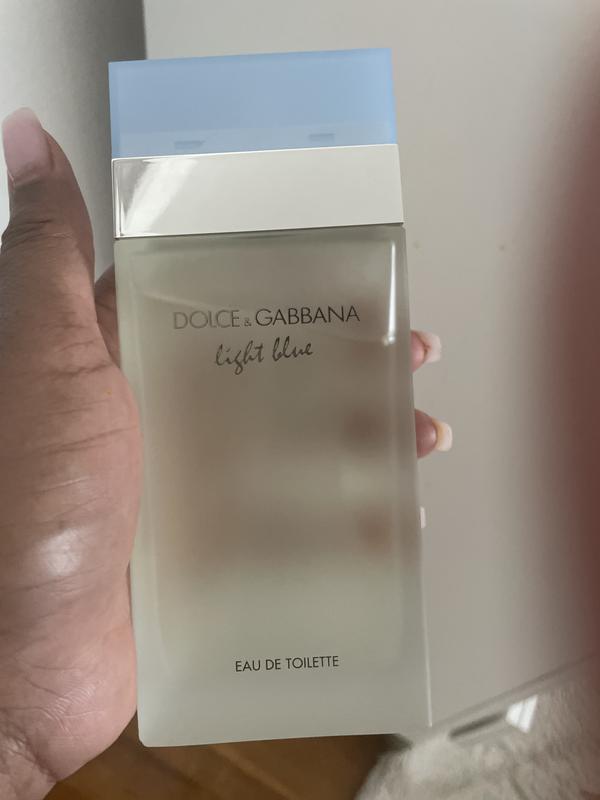 DOLCE & GABBANA
light blue
EAU DE TOILETTE